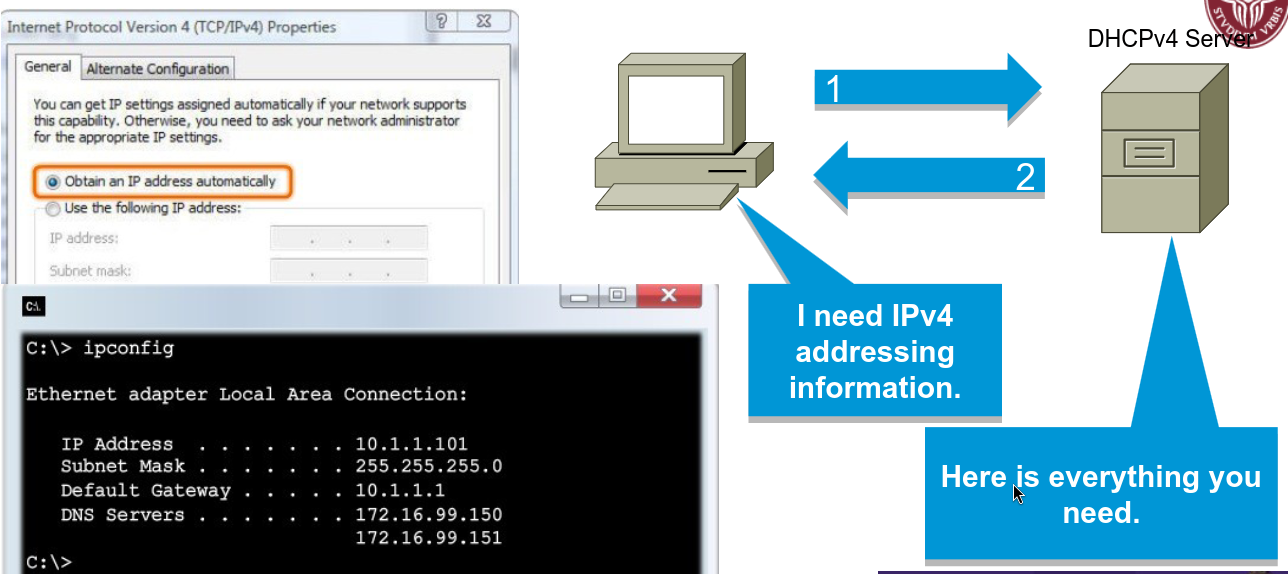 Internet Protocol Version 4 (TCP/IPv4) Properties
General
Alternate Configuration
You can get IP settings assigned automatically if your network supports
this capability. Otherwise, you need to ask your network administrator
for the appropriate IP settings.
Obtain an IP address automatically
Use the following IP address:
IP address:
. . .
Subnet mask:
. . .
C:\.
C:\> ipconfig
Ethernet adapter Local Area Connection:
IP Address . . . . . . . 10.1.1.101
Subnet Mask . . . . . . . 255.255.255.0
Default Gateway . . . . . 10.1.1.1
DNS Servers . . . . . . . 172.16.99.150
172.16.99.151
C:\>
DHCPv4 Server
1
2
I need IPv4
addressing
information.
Here is everything you
need.